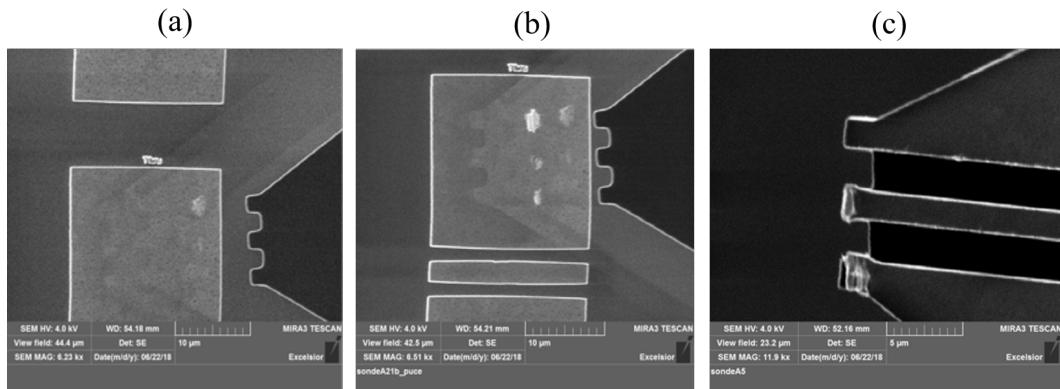 (a)
(b)
(c)
SEM HV: 4.0 kV
WD: 54.18 mm
MIRA3 TESCAN
View field: 44.4 µm
Det: SE
10 µm
SEM MAG: 6.23 kx
Date(m/d/y): 06/22/18
Excelsior
SEM HV: 4.0 kV
WD: 54.21 mm
MIRA3 TESCAN
View field: 42.5 µm
Det: SE
10 µm
SEM MAG: 6.51 kx
Date(m/d/y): 06/22/18
Excelsior
sondeA21b_puce
SEM HV: 4.0 kV
WD: 52.16 mm
MIRA3 TESCAN
View field: 23.2 µm
Det: SE
5 µm
SEM MAG: 11.9 kx
Date(m/d/y): 06/22/18
Excelsior
sondeA5